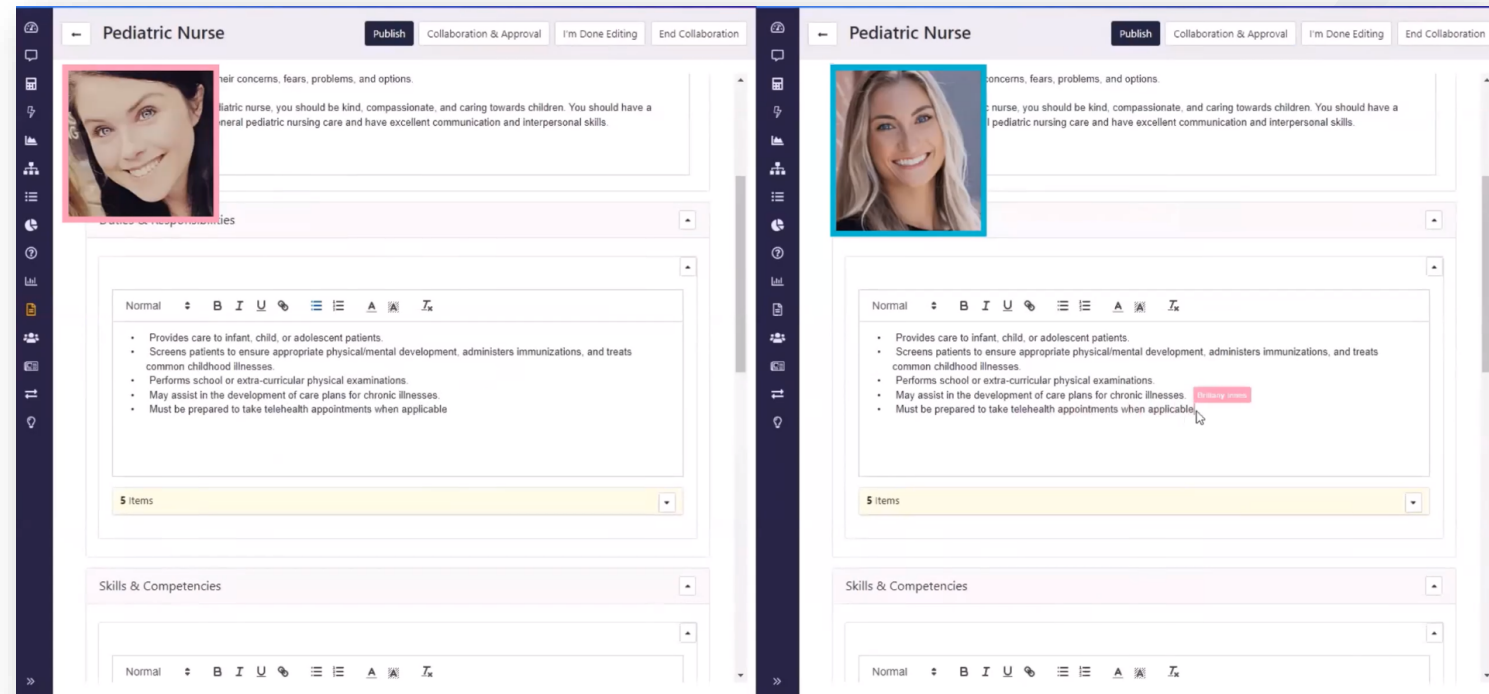 Pediatric Nurse
Publish
Collaboration & Approval
I'm Done Editing
End Collaboration
heir concerns, fears, problems, and options.
diatric nurse, you should be kind, compassionate, and caring towards children. You should have a
eneral pediatric nursing care and have excellent communication and interpersonal skills.
Duties & Responsibilities
Normal
B I U
A A
Tx
• Provides care to infant, child, or adolescent patients.
• Screens patients to ensure appropriate physical/mental development, administers immunizations, and treats
common childhood illnesses.
• Performs school or extra-curricular physical examinations.
• May assist in the development of care plans for chronic illnesses.
• Must be prepared to take telehealth appointments when applicable
5 Items
Skills & Competencies
Normal
B I U
A A
Tx
Pediatric Nurse
Publish
Collaboration & Approval
I'm Done Editing
End Collaboration
concerns, fears, problems, and options.
nurse, you should be kind, compassionate, and caring towards children. You should have a
l pediatric nursing care and have excellent communication and interpersonal skills.
Normal
B I U
A A
Tx
• Provides care to infant, child, or adolescent patients.
• Screens patients to ensure appropriate physical/mental development, administers immunizations, and treats
common childhood illnesses.
• Performs school or extra-curricular physical examinations.
• May assist in the development of care plans for chronic illnesses.
• Must be prepared to take telehealth appointments when applicable
5 Items
Skills & Competencies
Normal
B I U
A A
Tx